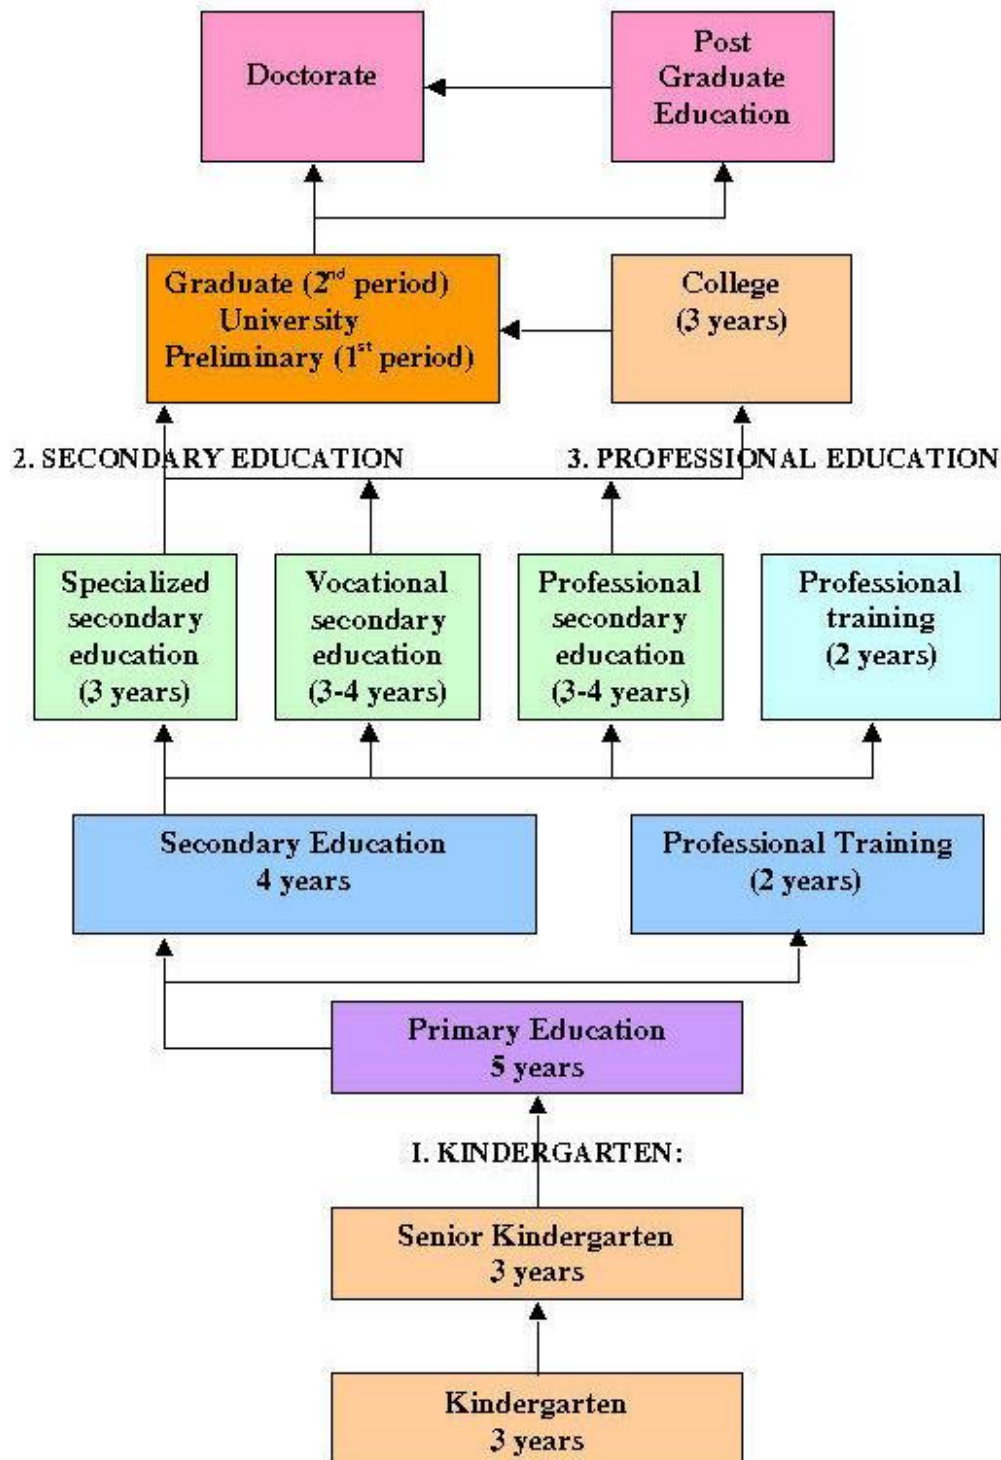 Doctorate
Post
Graduate
Education
Graduate (2nd period)
University
Preliminary (1st period)
College
(3 years)
2. SECONDARY EDUCATION
3. PROFESSIONAL EDUCATION
Specialized
secondary
education
(3 years)
Vocational
secondary
education
(3-4 years)
Professional
secondary
education
(3-4 years)
Professional
training
(2 years)
Secondary Education
4 years
Professional Training
(2 years)
Primary Education
5 years
I. KINDERGARTEN:
Senior Kindergarten
3 years
Kindergarten
3 years